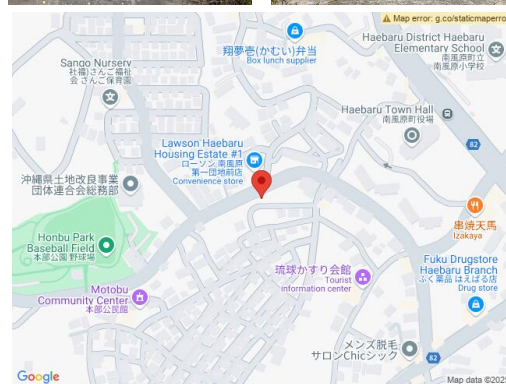 Map error: g.co/staticmaperro
翔夢壱(かむい)弁当
Box lunch supplier
Haebaru District Haebaru
Elementary School
南風原町立
南風原小学校
Sango Nursery
社福)さんご福祉
会 さんご保育園
Haebaru Town Hall
南風原町役場
82
Lawson Haebaru
Housing Estate #1
ローソン 南風原
第一団地前店
Convenience store
沖縄県土地改良事業
団体連合会総務部
串焼天馬
Izakaya
Honbu Park
Baseball Field
本部公園 野球場
琉球かすり会館
Tourist
information center
Fuku Drugstore
Haebaru Branch
ふく薬品 はえばる店
Drug store
Motobu
Community Center
本部公民館
メンズ脱毛
サロンChicシック
82
Google
Map data ©202